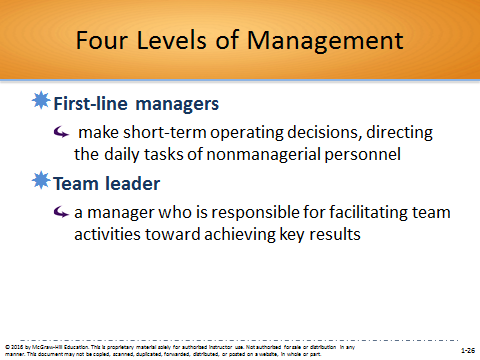 Four Levels of Management
First-line managers
make short-term operating decisions, directing
the daily tasks of nonmanagerial personnel
Team leader
a manager who is responsible for facilitating team
activities toward achieving key results
© 2016 by McGraw-Hill Education. This is proprietary material solely for authorized instructor use. Not authorized for sale or distribution in any
manner. This document may not be copied, scanned, duplicated, forwarded, distributed, or posted on a website, in whole or part.
1-26